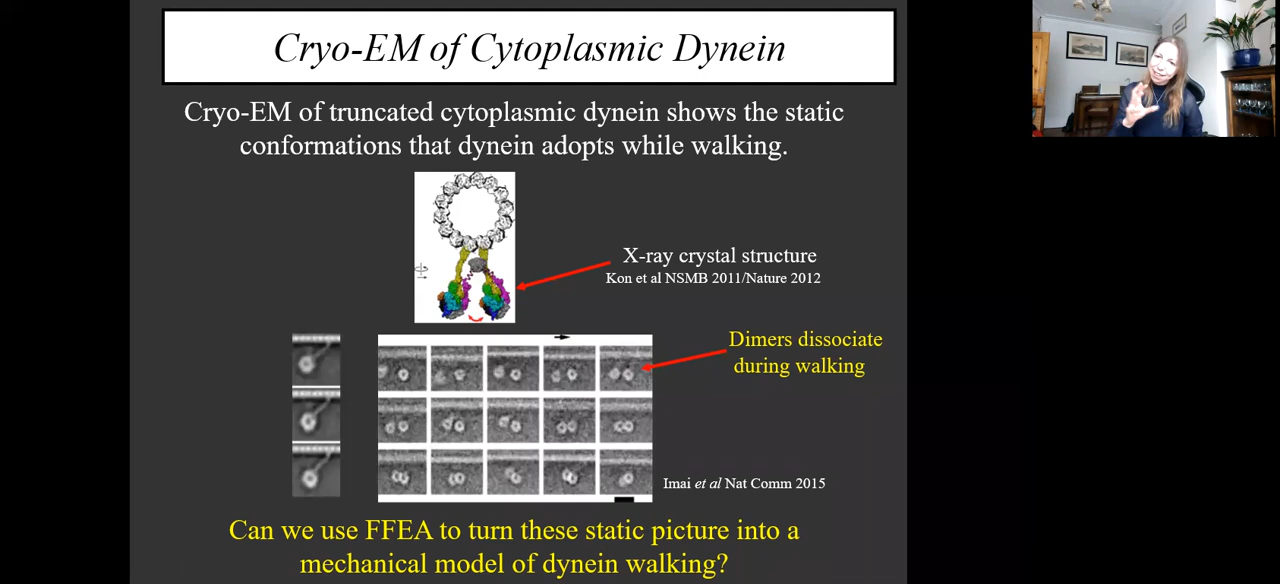 Cryo-EM of Cytoplasmic Dynein
Cryo-EM of truncated cytoplasmic dynein shows the static
conformations that dynein adopts while walking.
X-ray crystal structure
Kon et al NSMB 2011/Nature 2012
Dimers dissociate
during walking
Imai et al Nat Comm 2015
Can we use FFEA to turn these static picture into a
mechanical model of dynein walking?